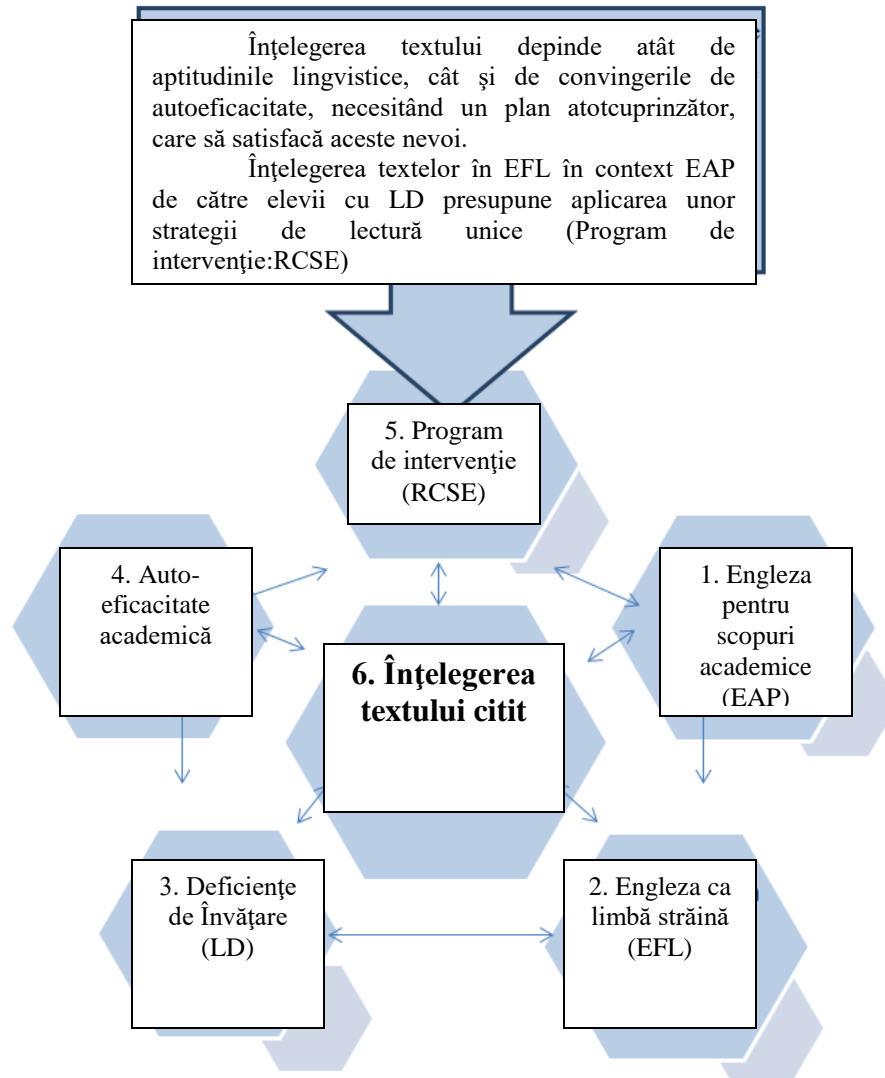 Înţelegerea textului depinde atât de
aptitudinile lingvistice, cât şi de convingerile de
autoeficacitate, necesitând un plan atotcuprinzător,
care să satisfacă aceste nevoi.
Înţelegerea textelor în EFL în context EAP
de către elevii cu LD presupune aplicarea unor
strategii de lectură unice (Program de
intervenţie:RCSE)
5. Program
de intervenţie
(RCSE)
4. Auto-
eficacitate
academică
1. Engleza
pentru
scopuri
academice
(EAP)
6. Înţelegerea
textului citit
3. Deficienţe
de Învăţare
(LD)
2. Engleza ca
limbă străină
(EFL)